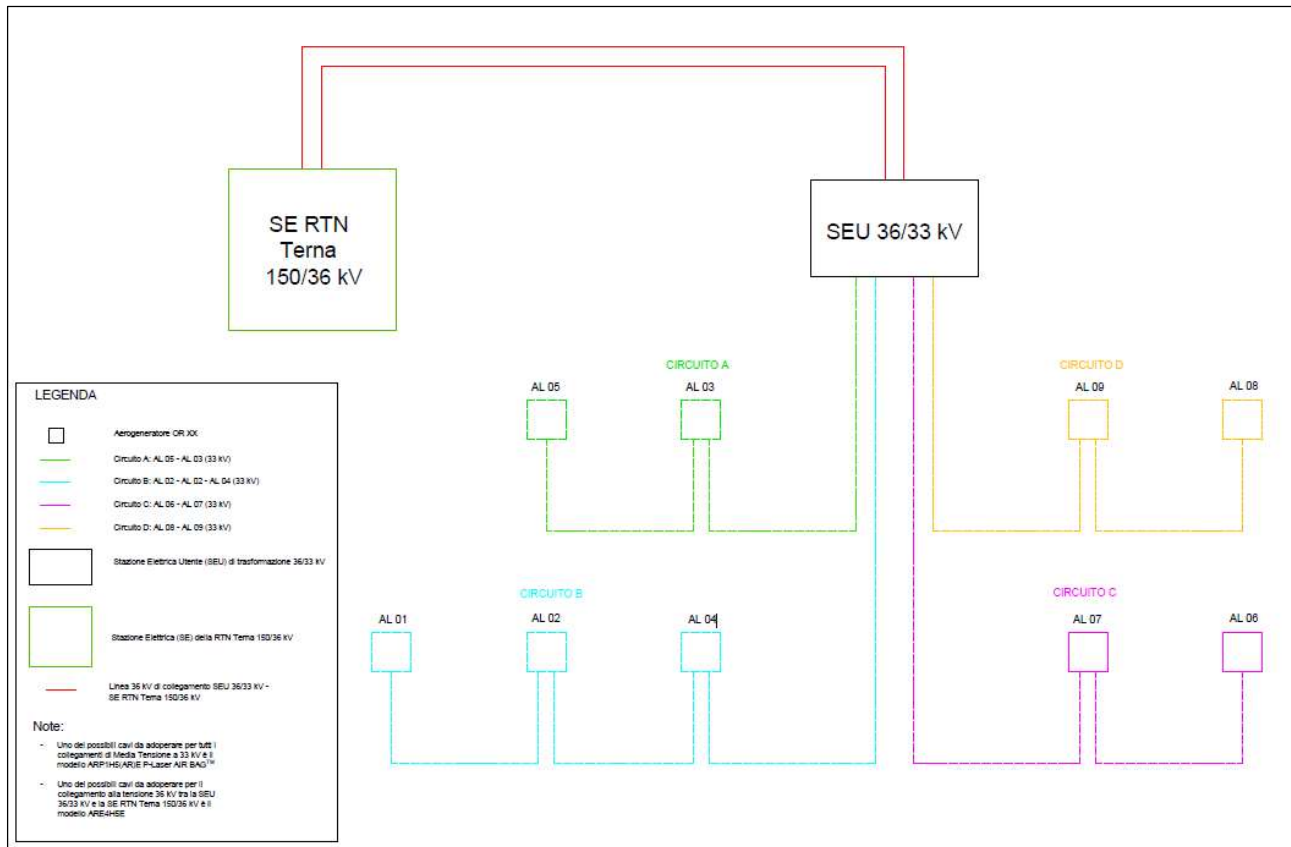 SE RTN
Terna
150/36 kV
SEU 36/33 kV
CIRCUITO A
AL 05
AL 03
CIRCUITO D
AL 09
AL 08
CIRCUITO B
AL 01
AL 02
AL 04
CIRCUITO C
AL 07
AL 06
LEGENDA
Aerogeneratore OR XX
Circuito A: AL 05 - AL 03 (33 kV)
Circuito B: AL 02 - AL 02 - AL 04 (33 kV)
Circuito C: AL 06 - AL 07 (33 kV)
Circuito D: AL 08 - AL 09 (33 kV)
Stazione Elettrica Utente (SEU) di trasformazione 36/33 kV
Stazione Elettrica (SE) della RTN Terna 150/36 kV
Linea 36 kV di collegamento SEU 36/33 kV -
SE RTN Terna 150/36 kV
Note:
- Uno dei possibili cavi da adoperare per tutti i
collegamenti di Media Tensione a 33 kV è il
modello ARP1H5(AR)E P-Laser AIR BAG™
- Uno dei possibili cavi da adoperare per il
collegamento alla tensione 36 kV tra la SEU
36/33 kV e la SE RTN Terna 150/36 kV è il
modello ARE4H5E